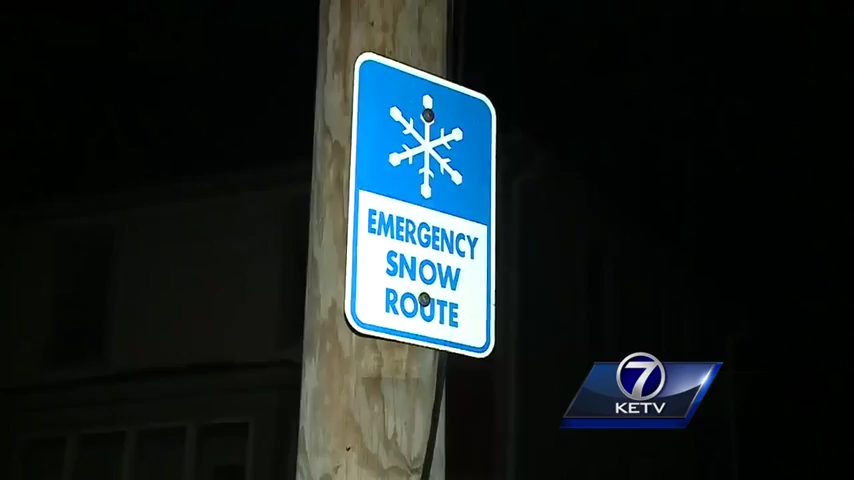 EMERGENCY
SNOW
ROUTE
7
KETV